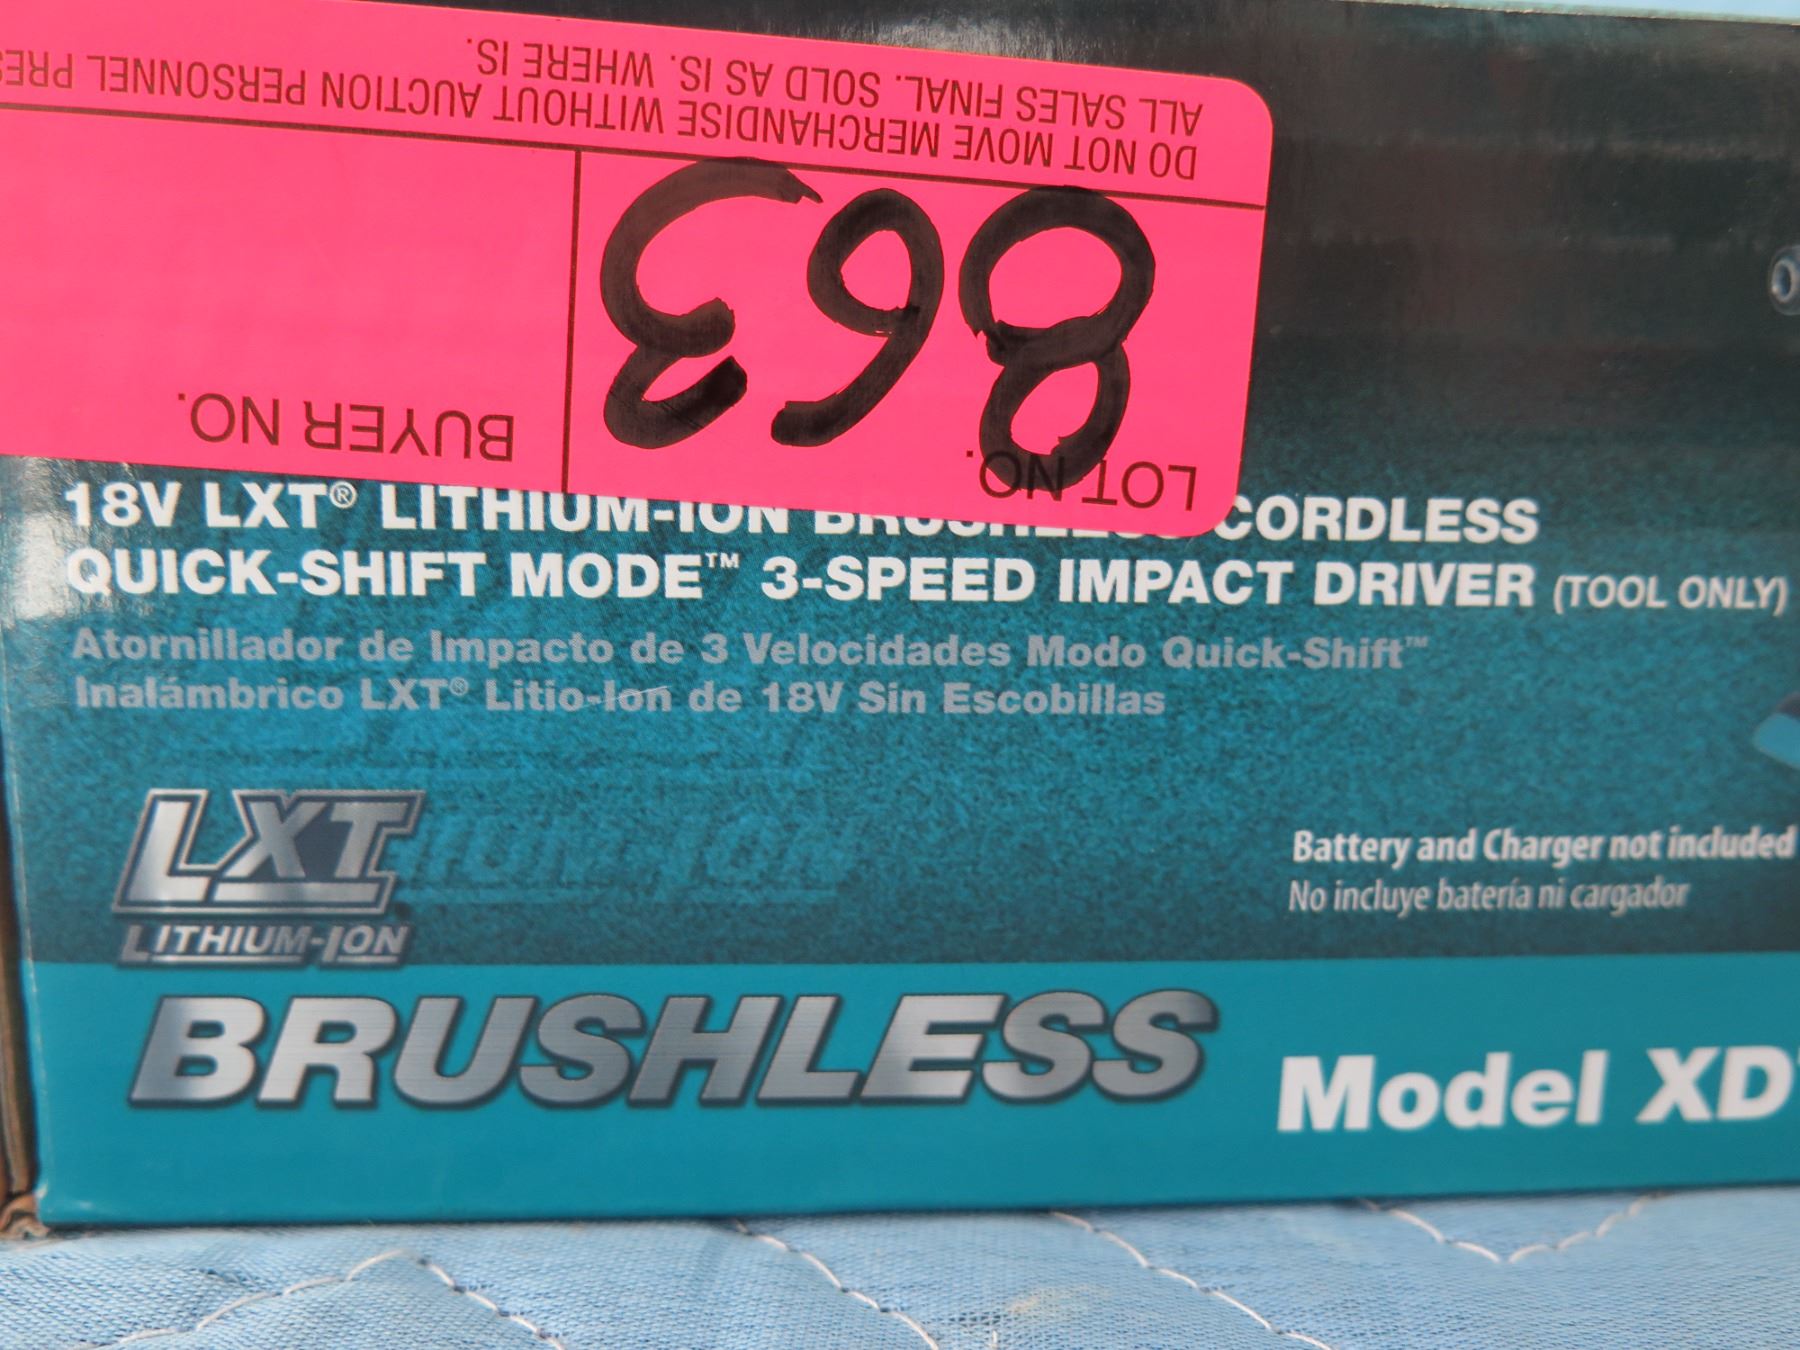 ALL SALES FINAL. SOLD AS IS. WHERE IS.
DO NOT MOVE MERCHANDISE WITHOUT AUCTION PERSONNEL
LOT NO.
863
BUYER NO.
18V LXT® LITHIUM-ION BRUSHLESS CORDLESS
QUICK-SHIFT MODE™ 3-SPEED IMPACT DRIVER (TOOL ONLY)
Atornillador de Impacto de 3 Velocidades Modo Quick-Shift™
Inalámbrico LXT® Litio-Ion de 18V Sin Escobillas
LXT
LITHIUM-ION
Battery and Charger not included
No incluye batería ni cargador
BRUSHLESS
Model XD